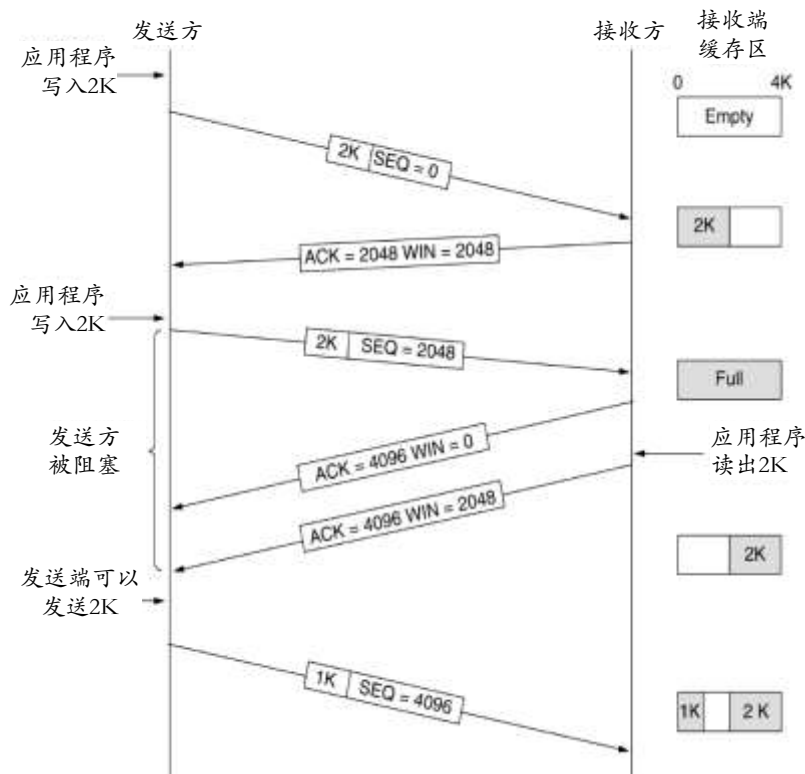 发送方
接收方
接收端
缓存区
应用程序
写入2K
0 4K
Empty
2K SEQ = 0
2K
ACK = 2048 WIN = 2048
应用程序
写入2K
2K SEQ = 2048
Full
发送方
被阻塞
ACK = 4096 WIN = 0
应用程序
读出2K
ACK = 4096 WIN = 2048
2K
发送端可以
发送2K
1K SEQ = 4096
1K 2 K